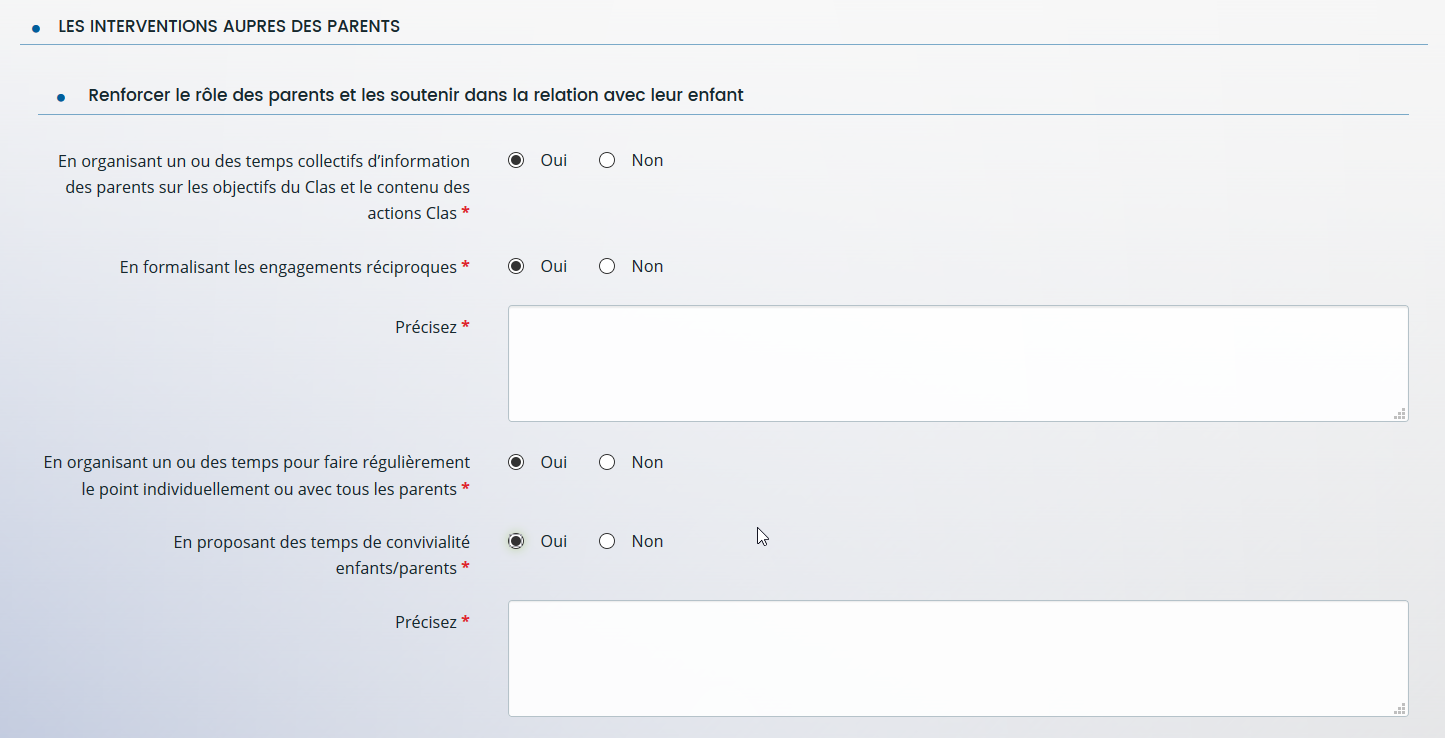 LES INTERVENTIONS AUPRES DES PARENTS
Renforcer le rôle des parents et les soutenir dans la relation avec leur enfant
En organisant un ou des temps collectifs d’information
des parents sur les objectifs du Clas et le contenu des
actions Clas *
Oui Non
En formalisant les engagements réciproques *
Oui Non
Précisez *
En organisant un ou des temps pour faire régulièrement
le point individuellement ou avec tous les parents *
Oui Non
En proposant des temps de convivialité
enfants/parents *
Oui Non
Précisez *